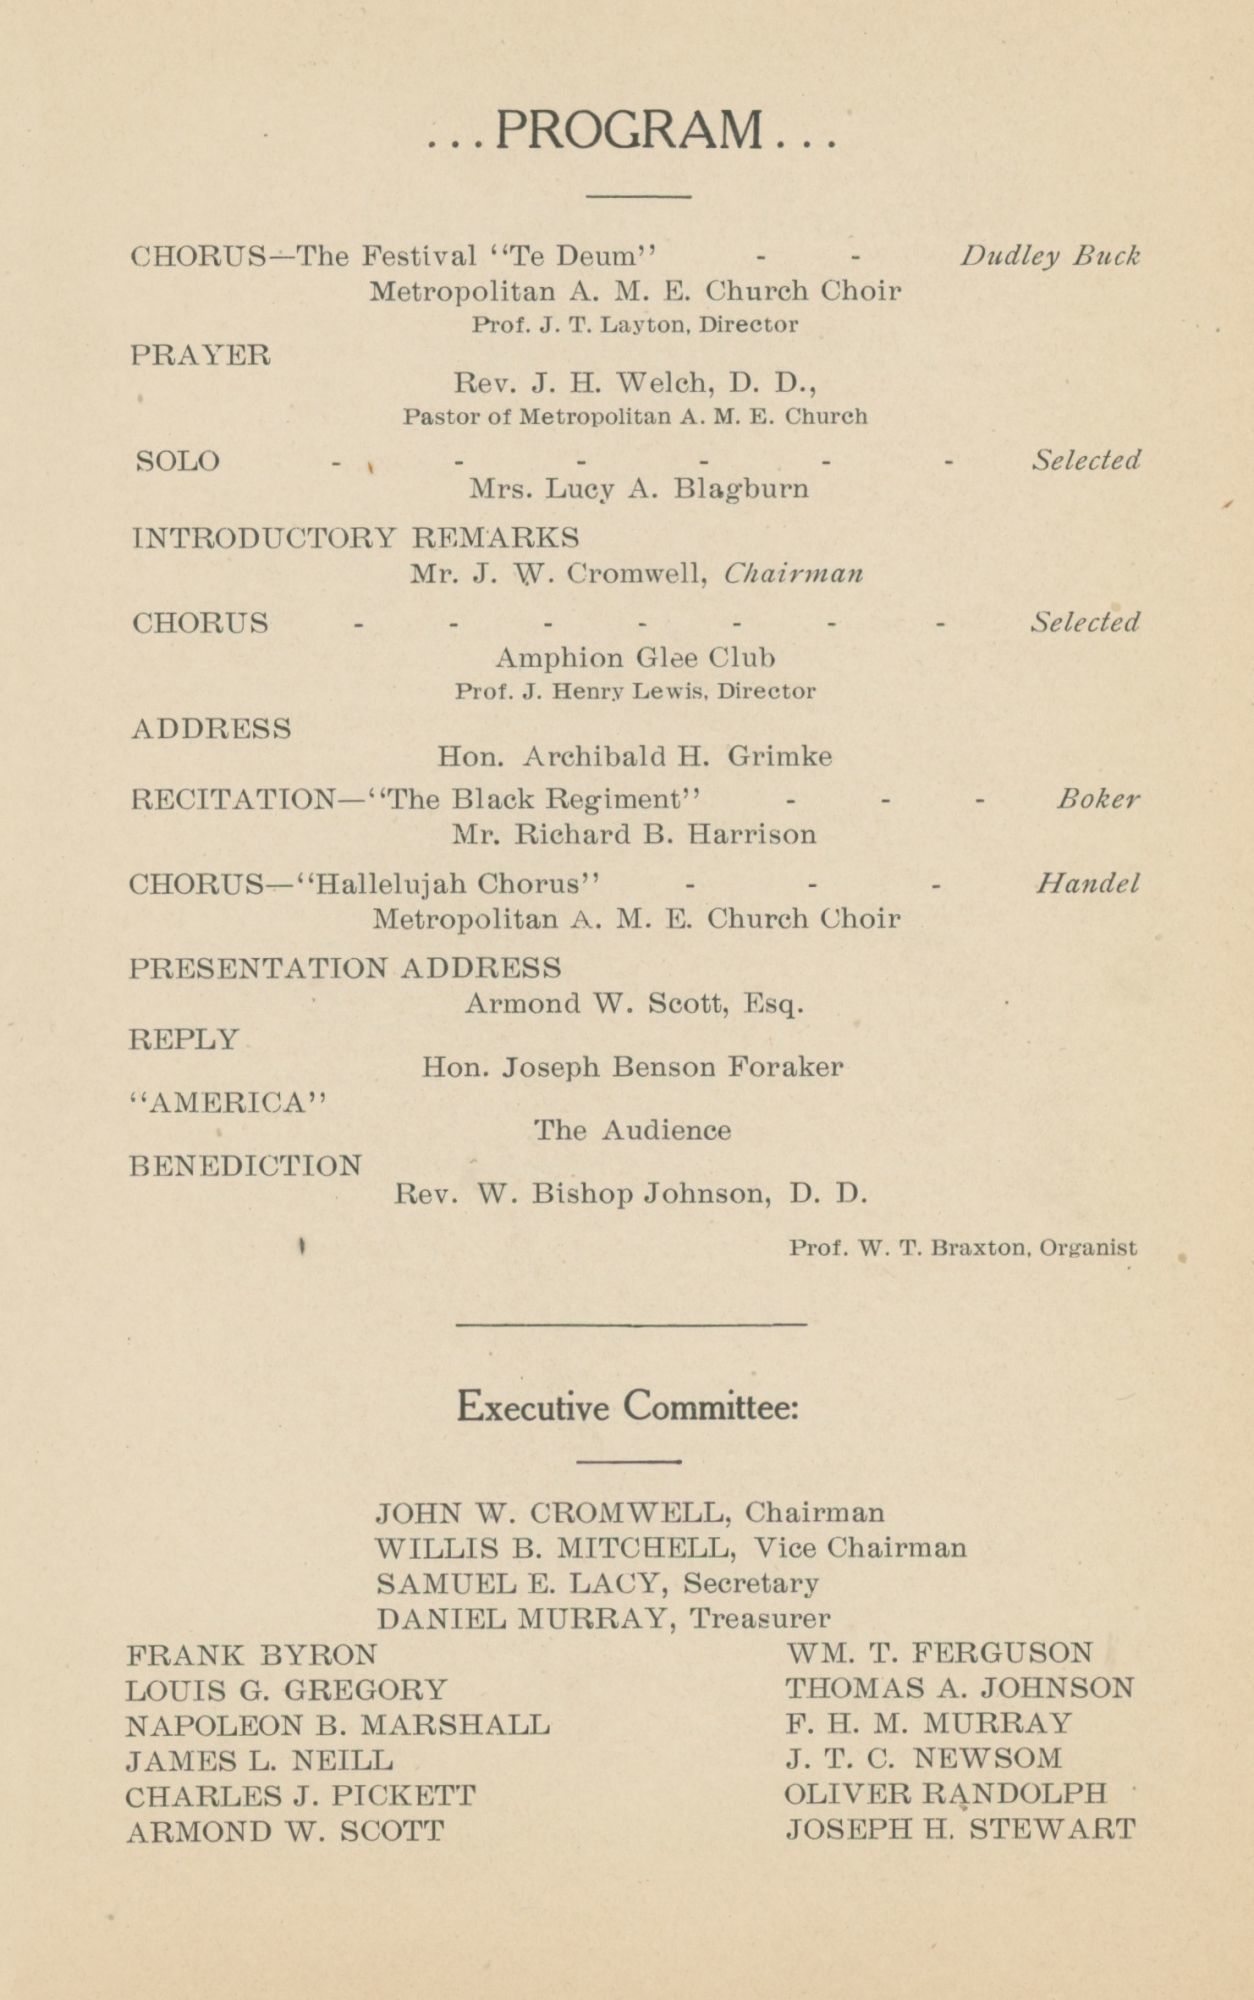 ...PROGRAM...
CHORUS—The Festival "Te Deum" - - Dudley Buck
Metropolitan A. M. E. Church Choir
Prof. J. T. Layton, Director
PRAYER
Rev. J. H. Welch, D. D.,
Pastor of Metropolitan A. M. E. Church
SOLO - - - - - - Selected
Mrs. Lucy A. Blagburn
INTRODUCTORY REMARKS
Mr. J. W. Cromwell, Chairman
CHORUS - - - - - - - Selected
Amphion Glee Club
Prof. J. Henry Lewis, Director
ADDRESS
Hon. Archibald H. Grimke
RECITATION—"The Black Regiment" - - - Boker
Mr. Richard B. Harrison
CHORUS—"Hallelujah Chorus" - - - Handel
Metropolitan A. M. E. Church Choir
PRESENTATION ADDRESS
Armond W. Scott, Esq.
REPLY
Hon. Joseph Benson Foraker
"AMERICA"
The Audience
BENEDICTION
Rev. W. Bishop Johnson, D. D.
Prof. W. T. Braxton, Organist
Executive Committee:
JOHN W. CROMWELL, Chairman
WILLIS B. MITCHELL, Vice Chairman
SAMUEL E. LACY, Secretary
DANIEL MURRAY, Treasurer
FRANK BYRON WM. T. FERGUSON
LOUIS G. GREGORY THOMAS A. JOHNSON
NAPOLEON B. MARSHALL F. H. M. MURRAY
JAMES L. NEILL J. T. C. NEWSOM
CHARLES J. PICKETT OLIVER RANDOLPH
ARMOND W. SCOTT JOSEPH H. STEWART